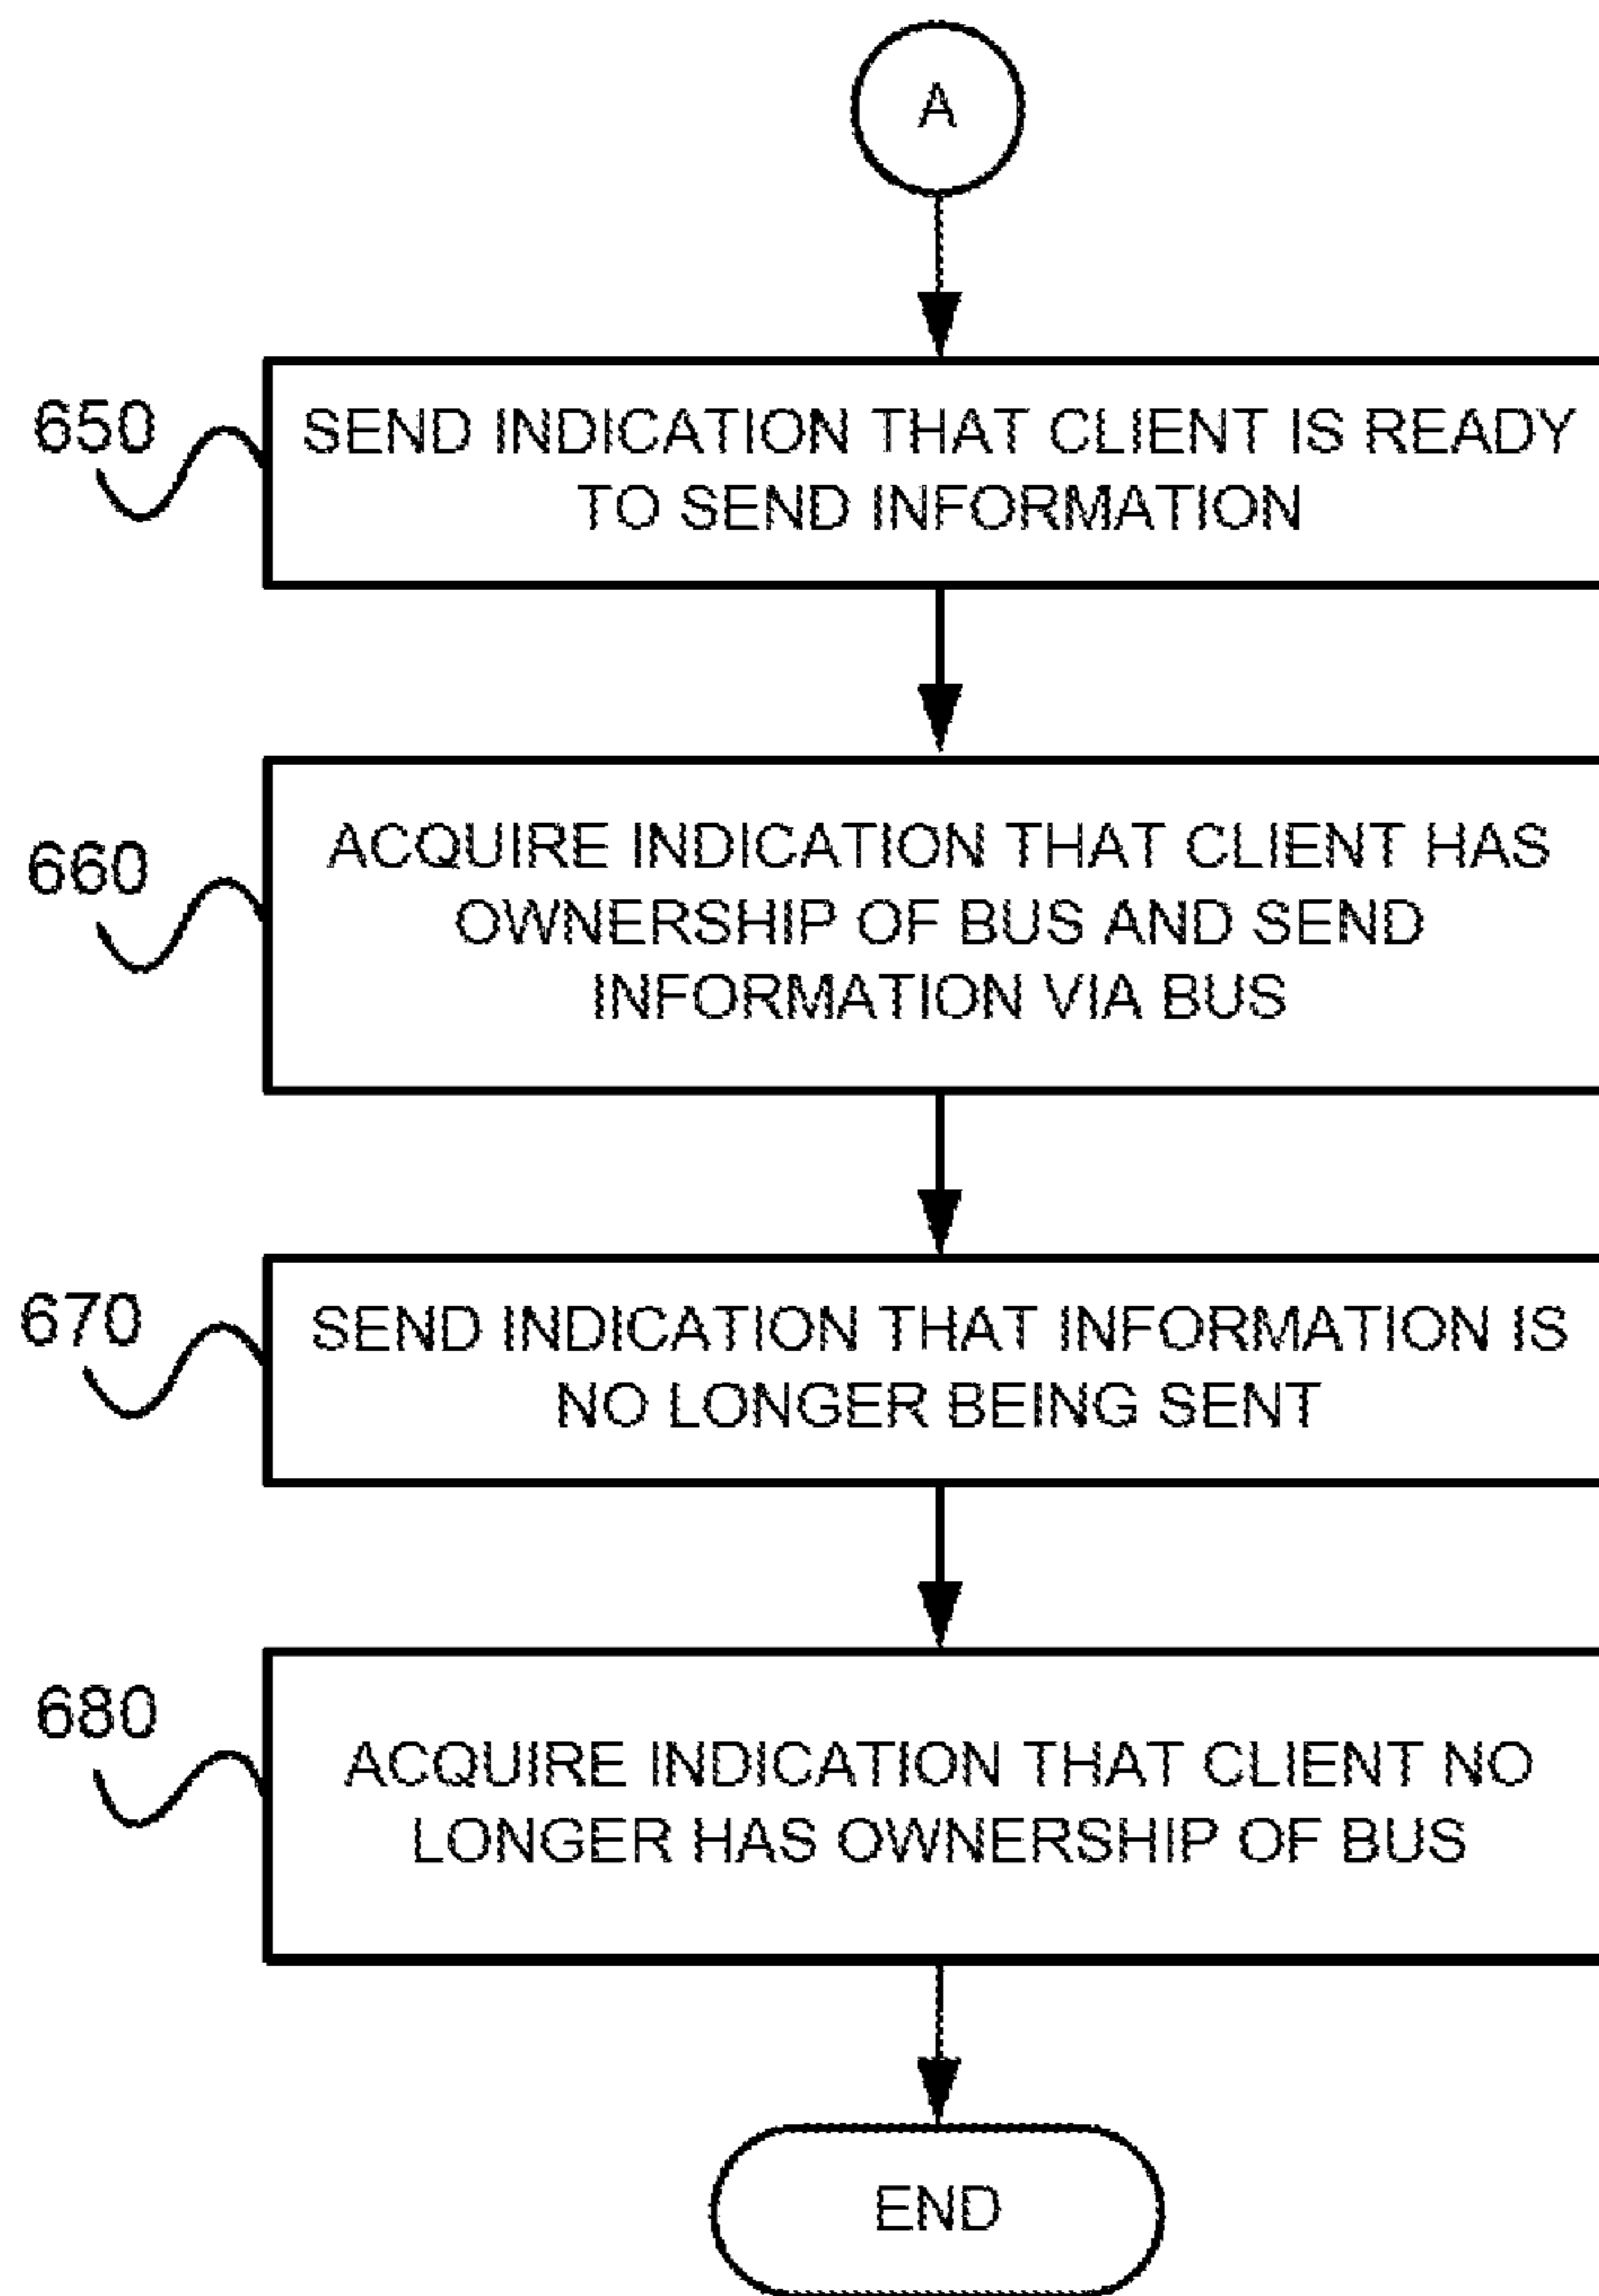 A
650
SEND INDICATION THAT CLIENT IS READY
TO SEND INFORMATION
660
ACQUIRE INDICATION THAT CLIENT HAS
OWNERSHIP OF BUS AND SEND
INFORMATION VIA BUS
670
SEND INDICATION THAT INFORMATION IS
NO LONGER BEING SENT
680
ACQUIRE INDICATION THAT CLIENT NO
LONGER HAS OWNERSHIP OF BUS
END